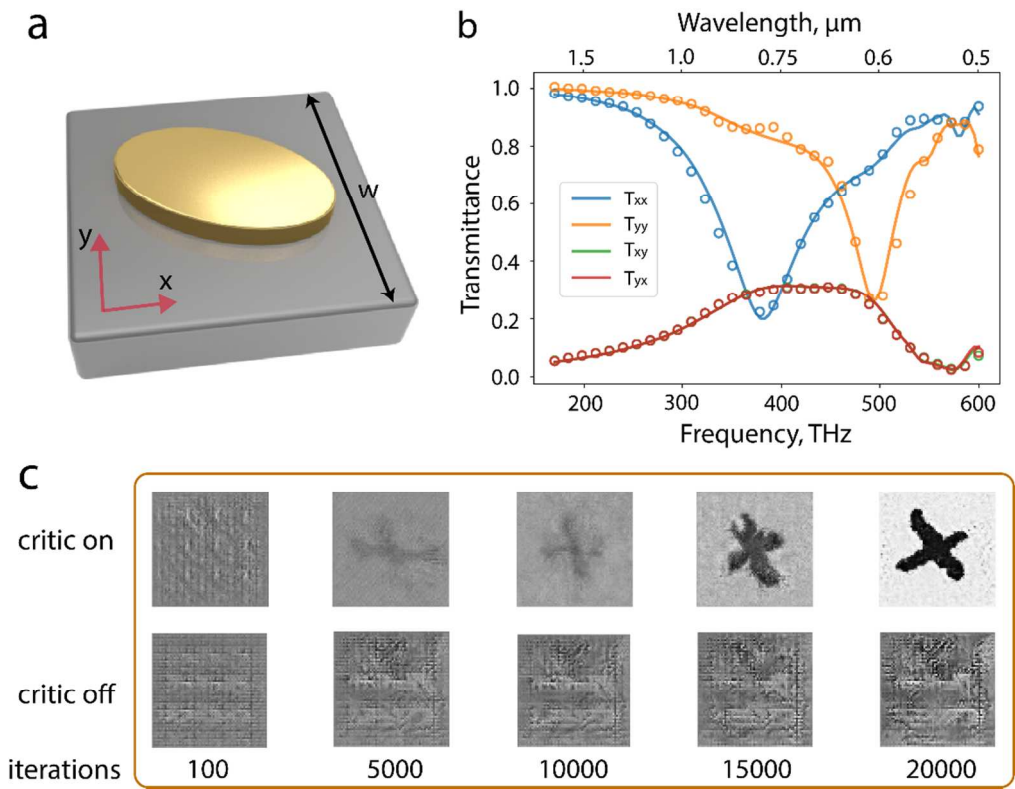 a
w
y
x
b
Wavelength, μm
1.5 1.0 0.75 0.6 0.5
1.0
0.8
0.6
0.4
0.2
0.0
Transmittance
Txx
Tyy
Txy
Tyx
200 300 400 500 600
Frequency, THz
c
critic on
critic off
iterations 100 5000 10000 15000 20000